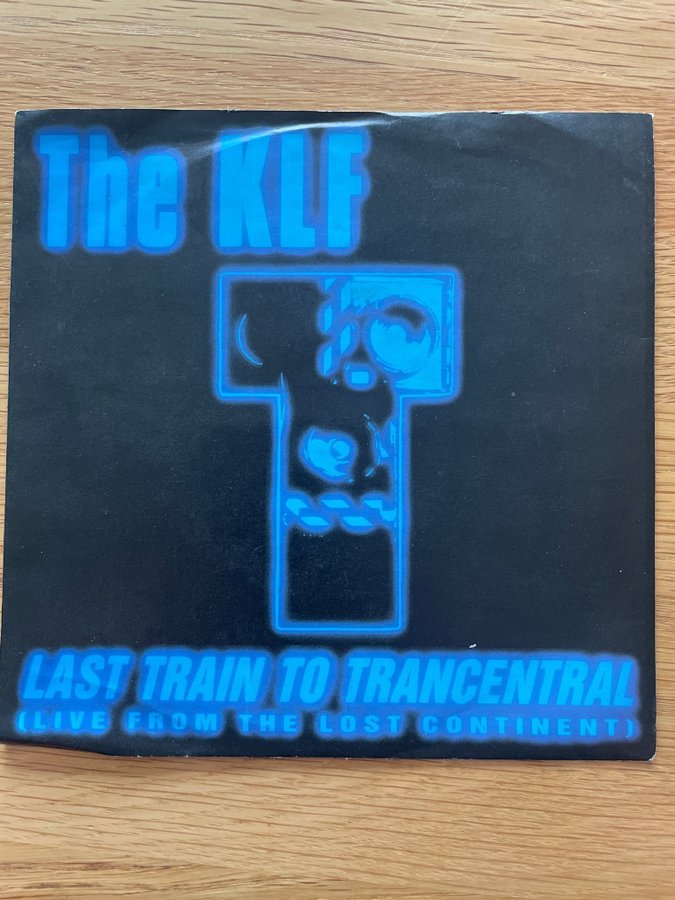 The KLF
LAST TRAIN TO TRANCENTRAL
(LIVE FROM THE LOST CONTINENT)